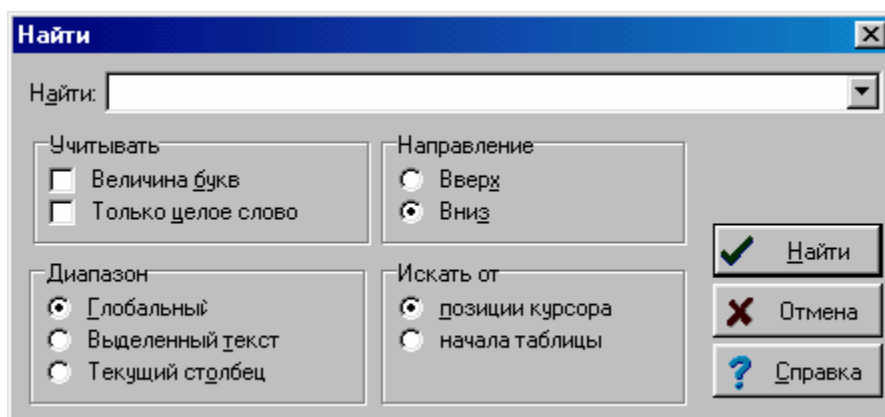 Найти
Найти:
Учитывать
Величина букв
Только целое слово
Направление
Вверх
Вниз
Диапазон
Глобальный
Выделенный текст
Текущий столбец
Искать от
позиции курсора
начала таблицы
Найти
Отмена
Справка